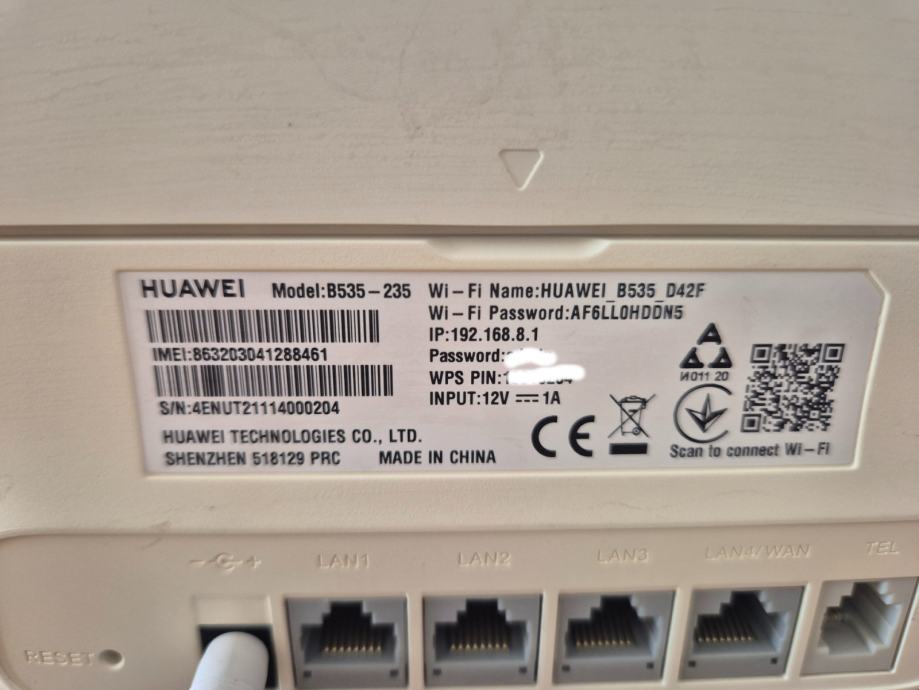 HUAWEI Model:B535-235
IMEI:863203041288461
S/N:4ENUT21114000204
HUAWEI TECHNOLOGIES CO., LTD.
SHENZHEN 518129 PRC MADE IN CHINA
Wi-Fi Name:HUAWEI_B535_D42F
Wi-Fi Password:AF6LL0HDDN5
IP:192.168.8.1
Password:
WPS PIN:
INPUT:12V ⎓ 1A
CE
И011 20
Scan to connect Wi-Fi
RESET
LAN1
LAN2
LAN3
LAN4/WAN
TEL